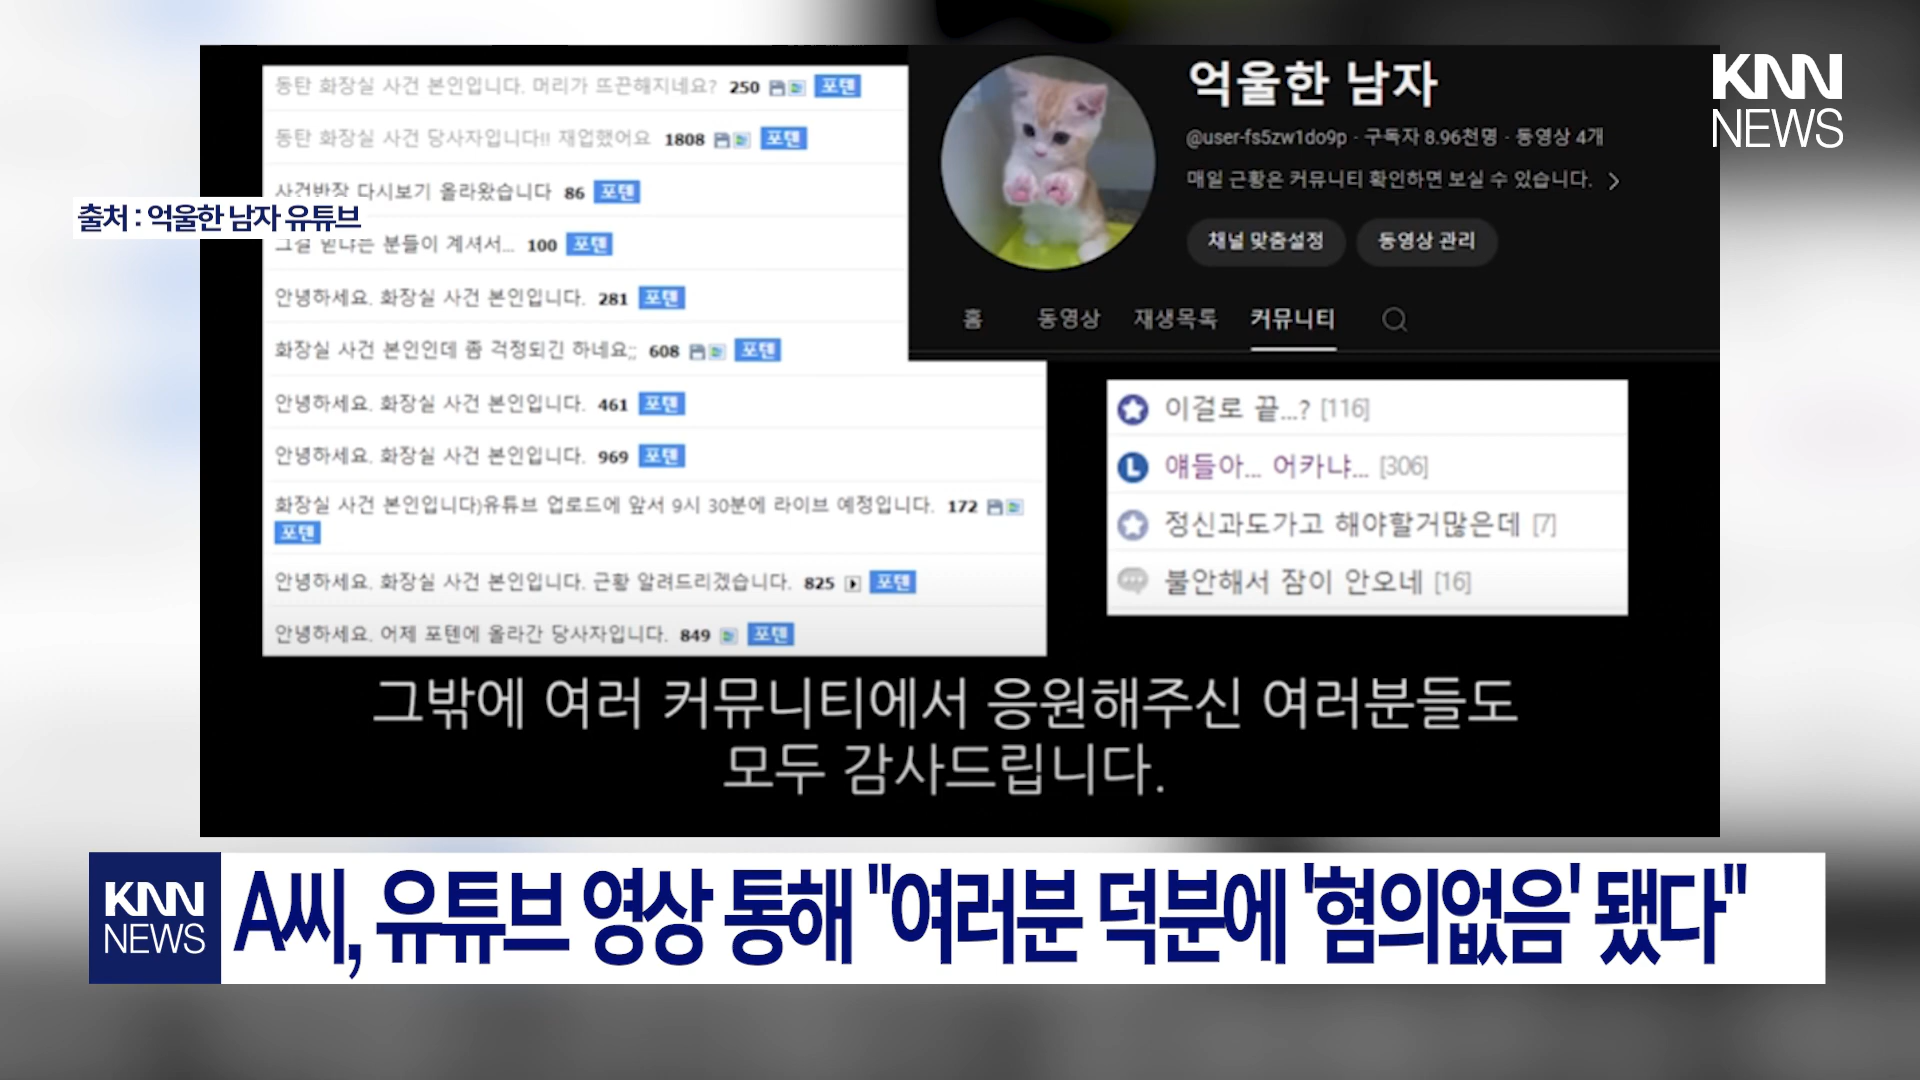 동탄 화장실 사건 본인입니다. 머리가 뜨끈해지네요? 250 포텐
동탄 화장실 사건 당사자입니다!! 재업했어요 1808 포텐
사건반장 다시보기 올라왔습니다 86 포텐
출처 : 억울한 남자 유튜브
분들이 계셔서... 100 포텐
안녕하세요. 화장실 사건 본인입니다. 281 포텐
화장실 사건 본인인데 좀 걱정되긴 하네요;; 608 포텐
안녕하세요. 화장실 사건 본인입니다. 461 포텐
안녕하세요. 화장실 사건 본인입니다. 969 포텐
화장실 사건 본인입니다)유튜브 업로드에 앞서 9시 30분에 라이브 예정입니다. 172
포텐
안녕하세요. 화장실 사건 본인입니다. 근황 알려드리겠습니다. 825 포텐
안녕하세요. 어제 포텐에 올라간 당사자입니다. 849 포텐
억울한 남자
@user-fs5zw1do9p · 구독자 8.96천명 · 동영상 4개
매일 근황은 커뮤니티 확인하면 보실 수 있습니다. >
채널 맞춤설정 동영상 관리
홈 동영상 재생목록 커뮤니티
KNN
NEWS
이걸로 끝...? [116]
L 얘들아... 어카냐... [306]
정신과도가고 해야할거많은데 [7]
불안해서 잠이 안오네 [16]
그밖에 여러 커뮤니티에서 응원해주신 여러분들도
모두 감사드립니다.
KNN
NEWS
A씨, 유튜브 영상 통해 "여러분 덕분에 '혐의없음' 됐다"